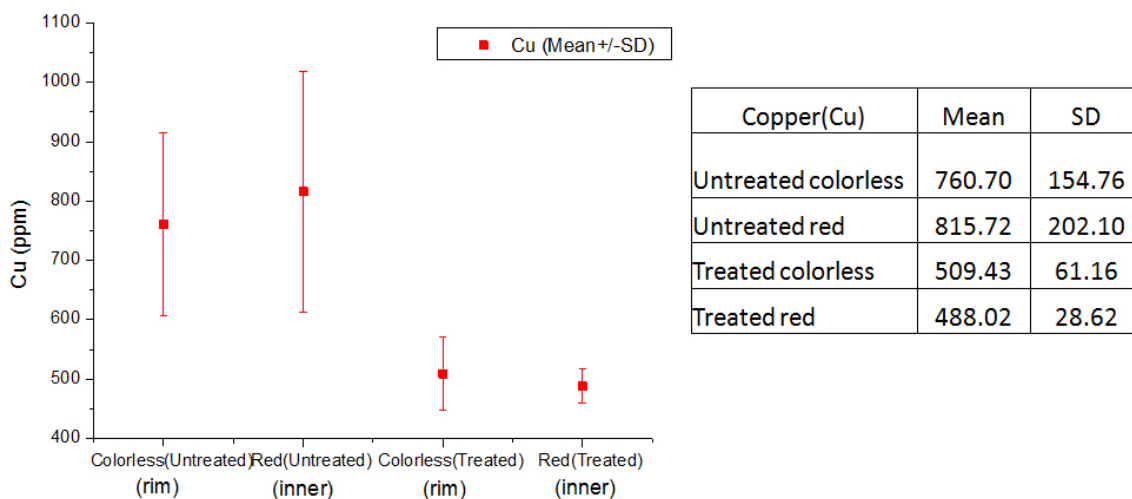 1100
1000
900
800
700
600
500
400
Cu (ppm)
Cu (Mean+/-SD)
Colorless(Untreated) Red(Untreated) Colorless(Treated) Red(Treated)
(rim) (inner) (rim) (inner)
Copper(Cu) Mean SD
Untreated colorless 760.70 154.76
Untreated red 815.72 202.10
Treated colorless 509.43 61.16
Treated red 488.02 28.62